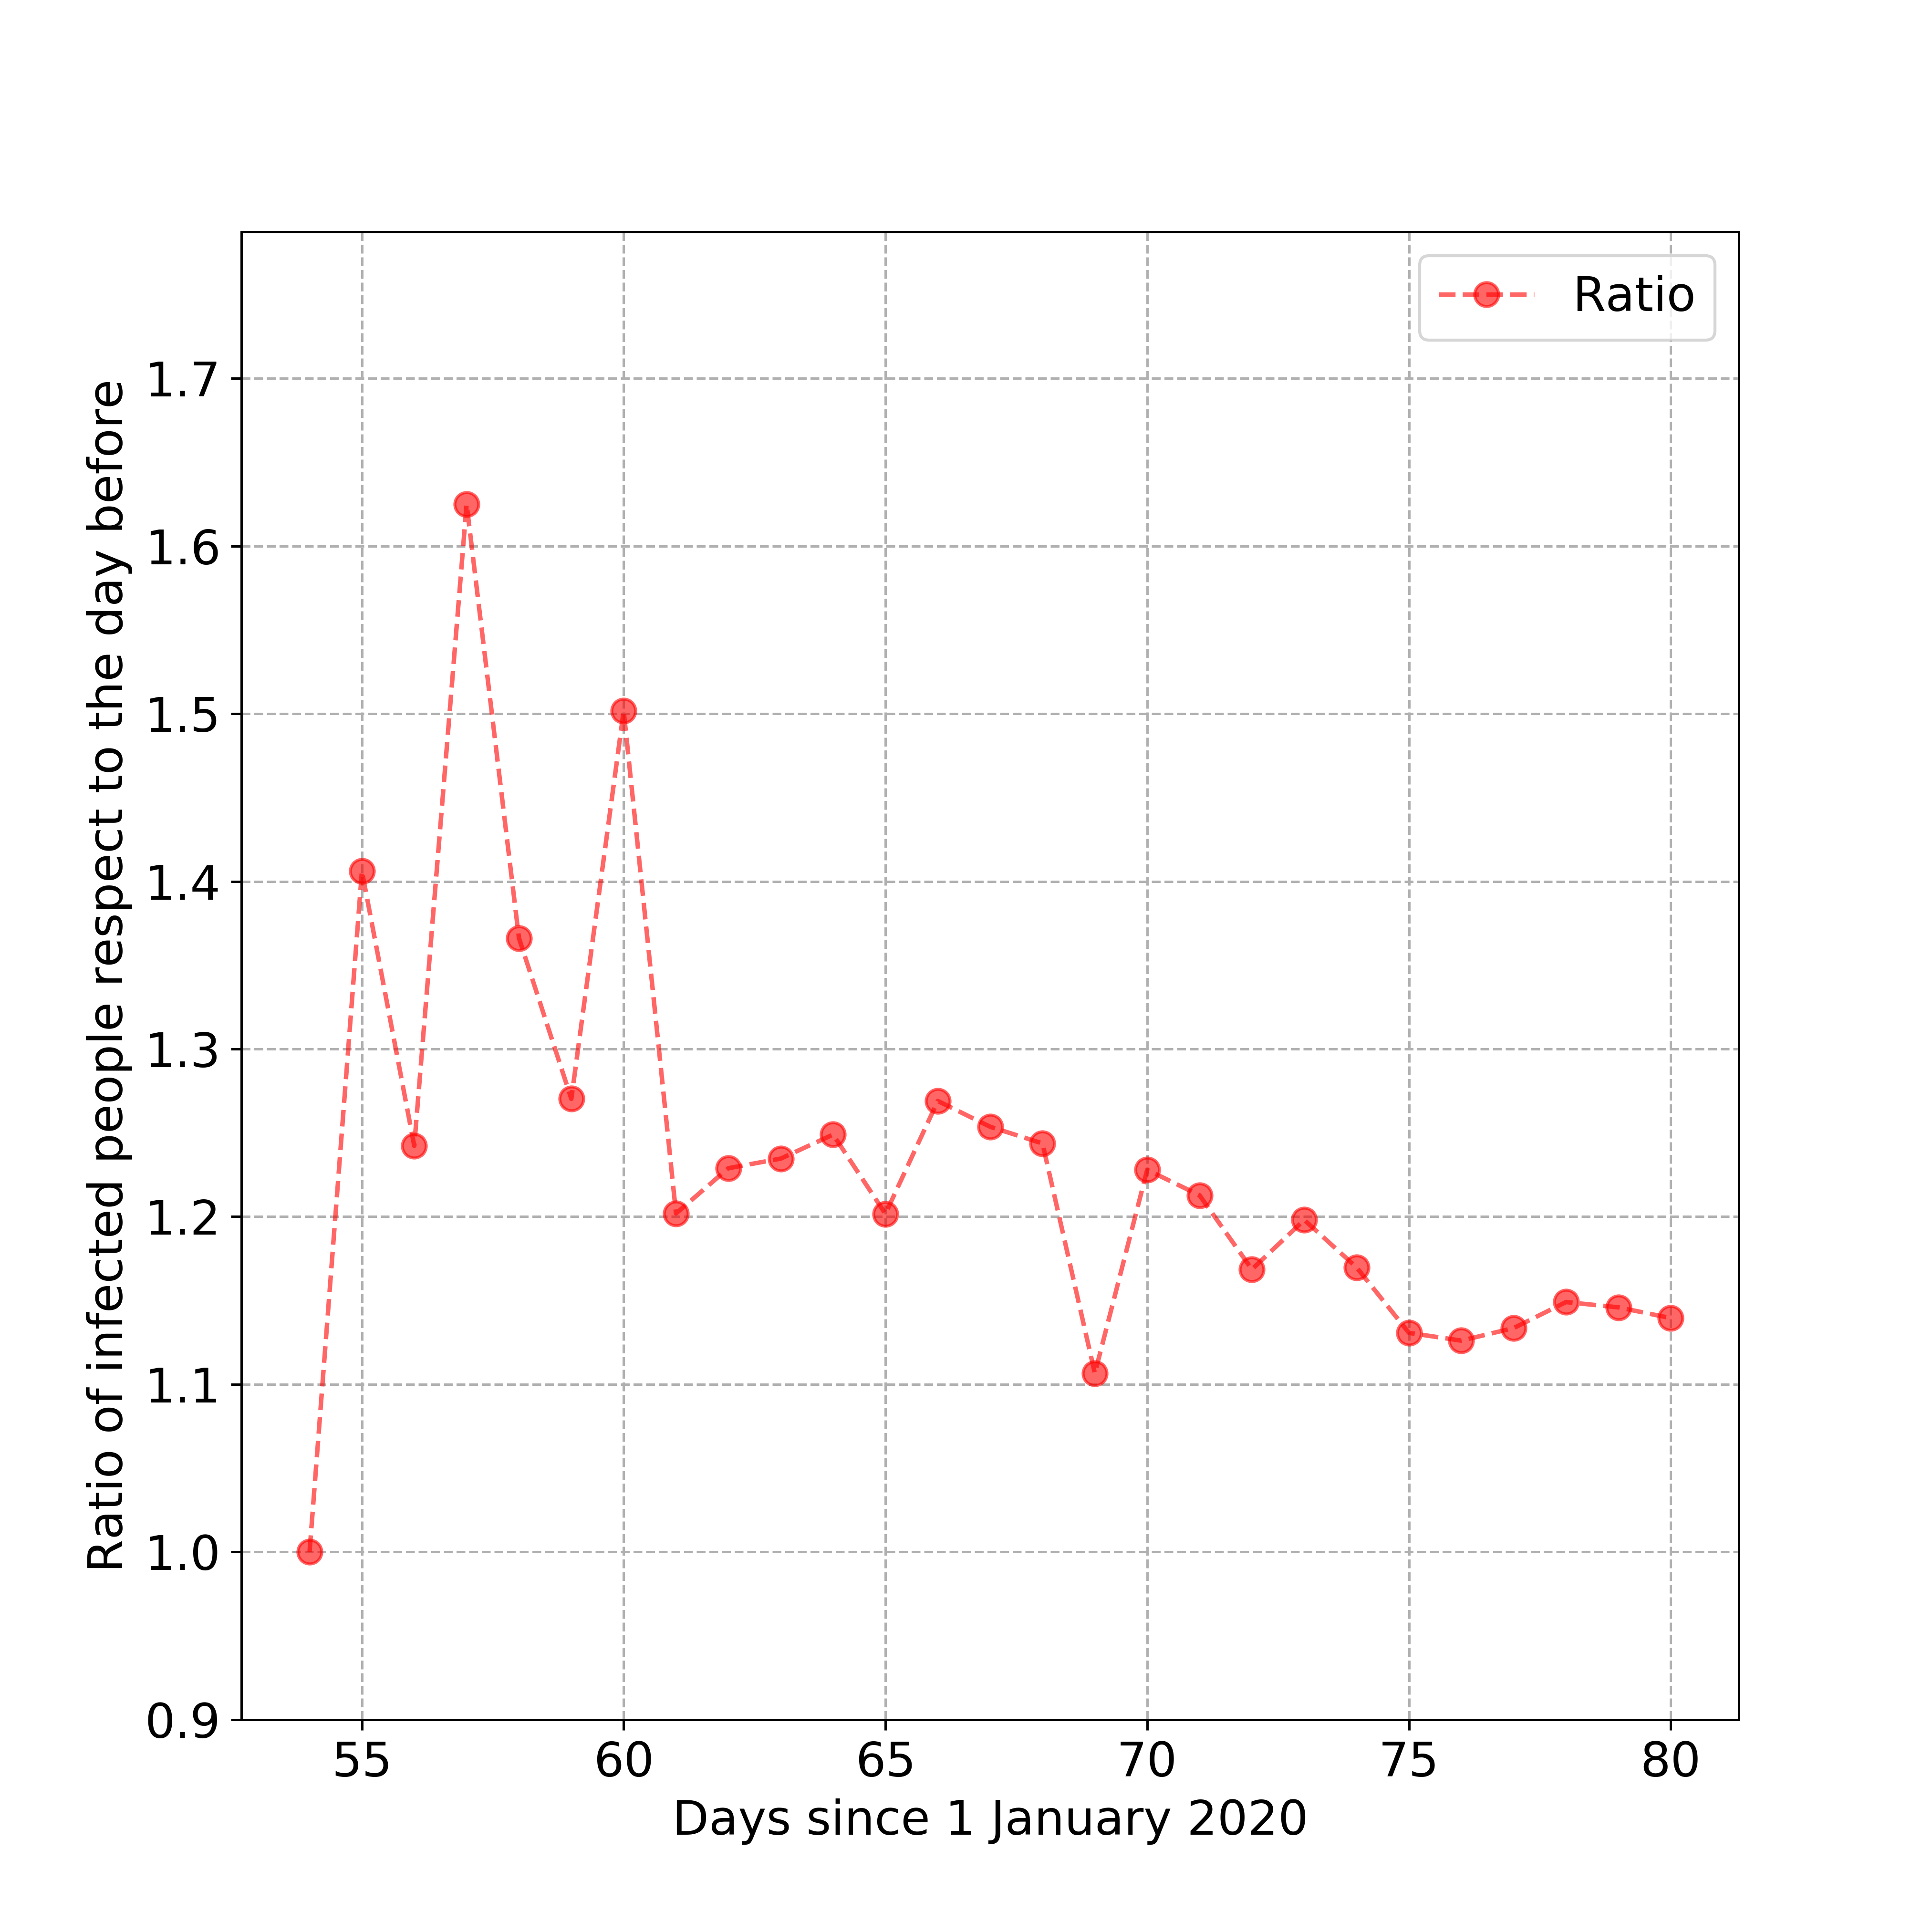 Ratio
Ratio of infected people respect to the day before
1.7
1.6
1.5
1.4
1.3
1.2
1.1
1.0
0.9
55 60 65 70 75 80
Days since 1 January 2020